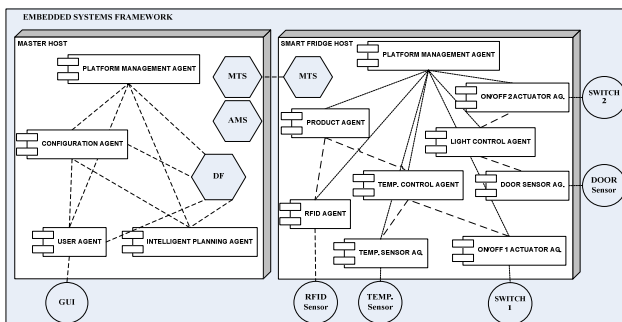 EMBEDDED SYSTEMS FRAMEWORK
MASTER HOST
PLATFORM MANAGEMENT AGENT
MTS
AMS
CONFIGURATION AGENT
DF
USER AGENT
INTELLIGENT PLANNING AGENT
GUI
SMART FRIDGE HOST
PLATFORM MANAGEMENT AGENT
MTS
ON/OFF 2 ACTUATOR AG.
SWITCH
2
PRODUCT AGENT
LIGHT CONTROL AGENT
TEMP. CONTROL AGENT
DOOR SENSOR AG.
DOOR
Sensor
RFID AGENT
TEMP. SENSOR AG.
ON/OFF 1 ACTUATOR AG.
RFID
Sensor
TEMP.
Sensor
SWITCH
1